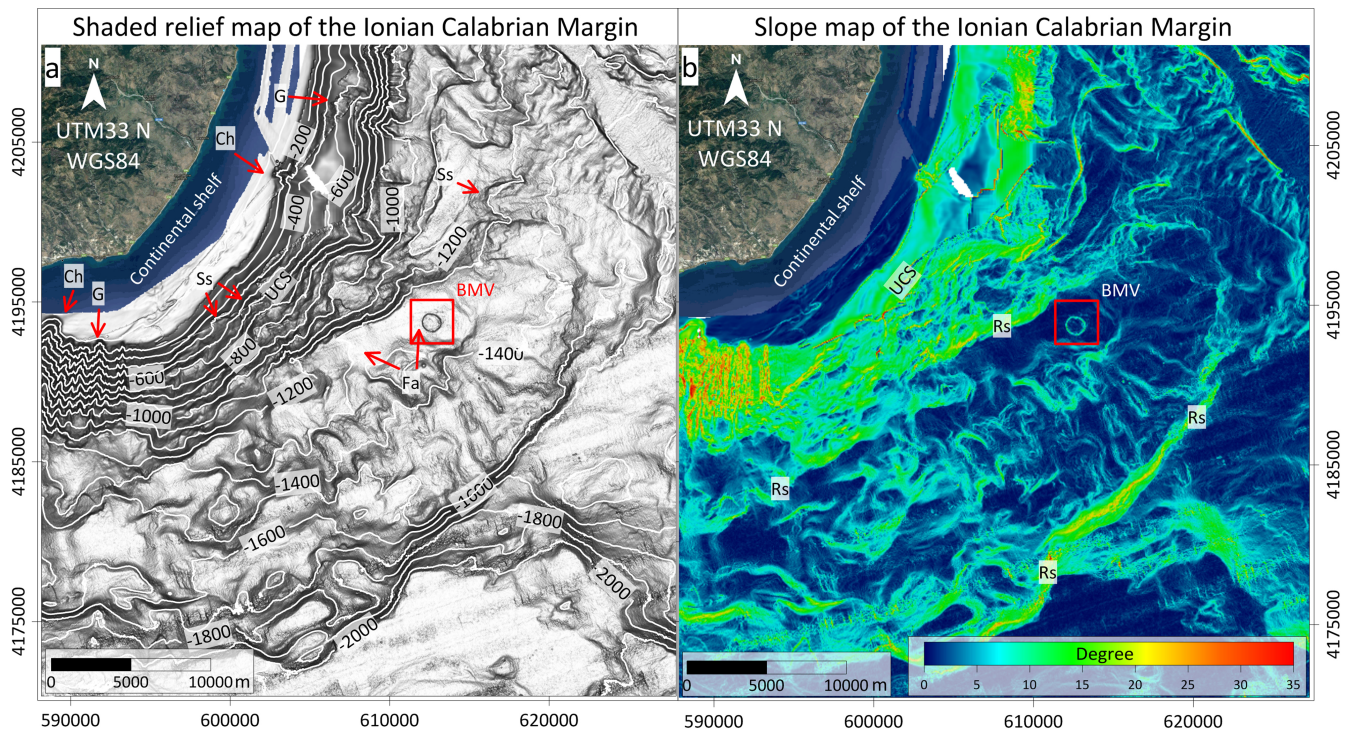 Shaded relief map of the Ionian Calabrian Margin
Slope map of the Ionian Calabrian Margin
a
N
UTM33 N
WGS84
G
Ch
-200
-400
-600
-1000
Ss
-1200
Continental shelf
Ch
G
Ss
UCS
BMV
-800
-600
-1000
-1200
-1400
Fa
-1400
-1600
-1600
-1800
-2000
-1800
-2000
0 5000 10000 m
4205000
4195000
4185000
4175000
590000 600000 610000 620000
b
N
UTM33 N
WGS84
Continental shelf
UCS
BMV
Rs
Rs
Rs
Rs
Degree
0 5 10 15 20 25 30 35
0 5000 10000 m
4205000
4195000
4185000
4175000
590000 600000 610000 620000